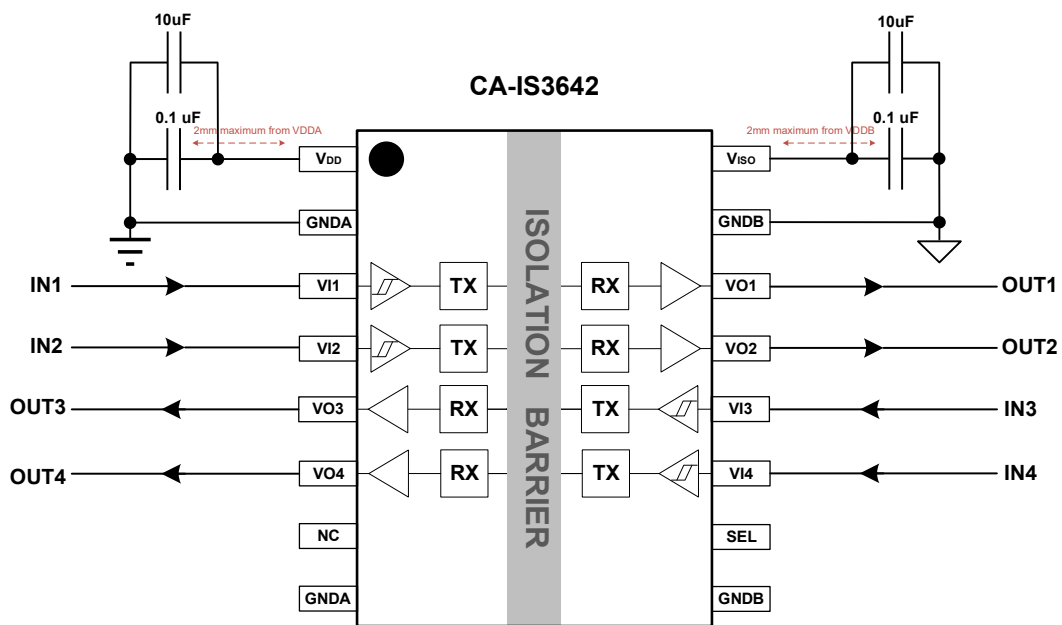 10uF
10uF
CA-IS3642
0.1 uF
0.1 uF
2mm maximum from VDDA
2mm maximum from VDDB
VDD
VISO
GNDA
GNDB
ISOLATION BARRIER
IN1
VI1
TX
RX
VO1
OUT1
IN2
VI2
TX
RX
VO2
OUT2
OUT3
VO3
RX
TX
VI3
IN3
OUT4
VO4
RX
TX
VI4
IN4
NC
SEL
GNDA
GNDB